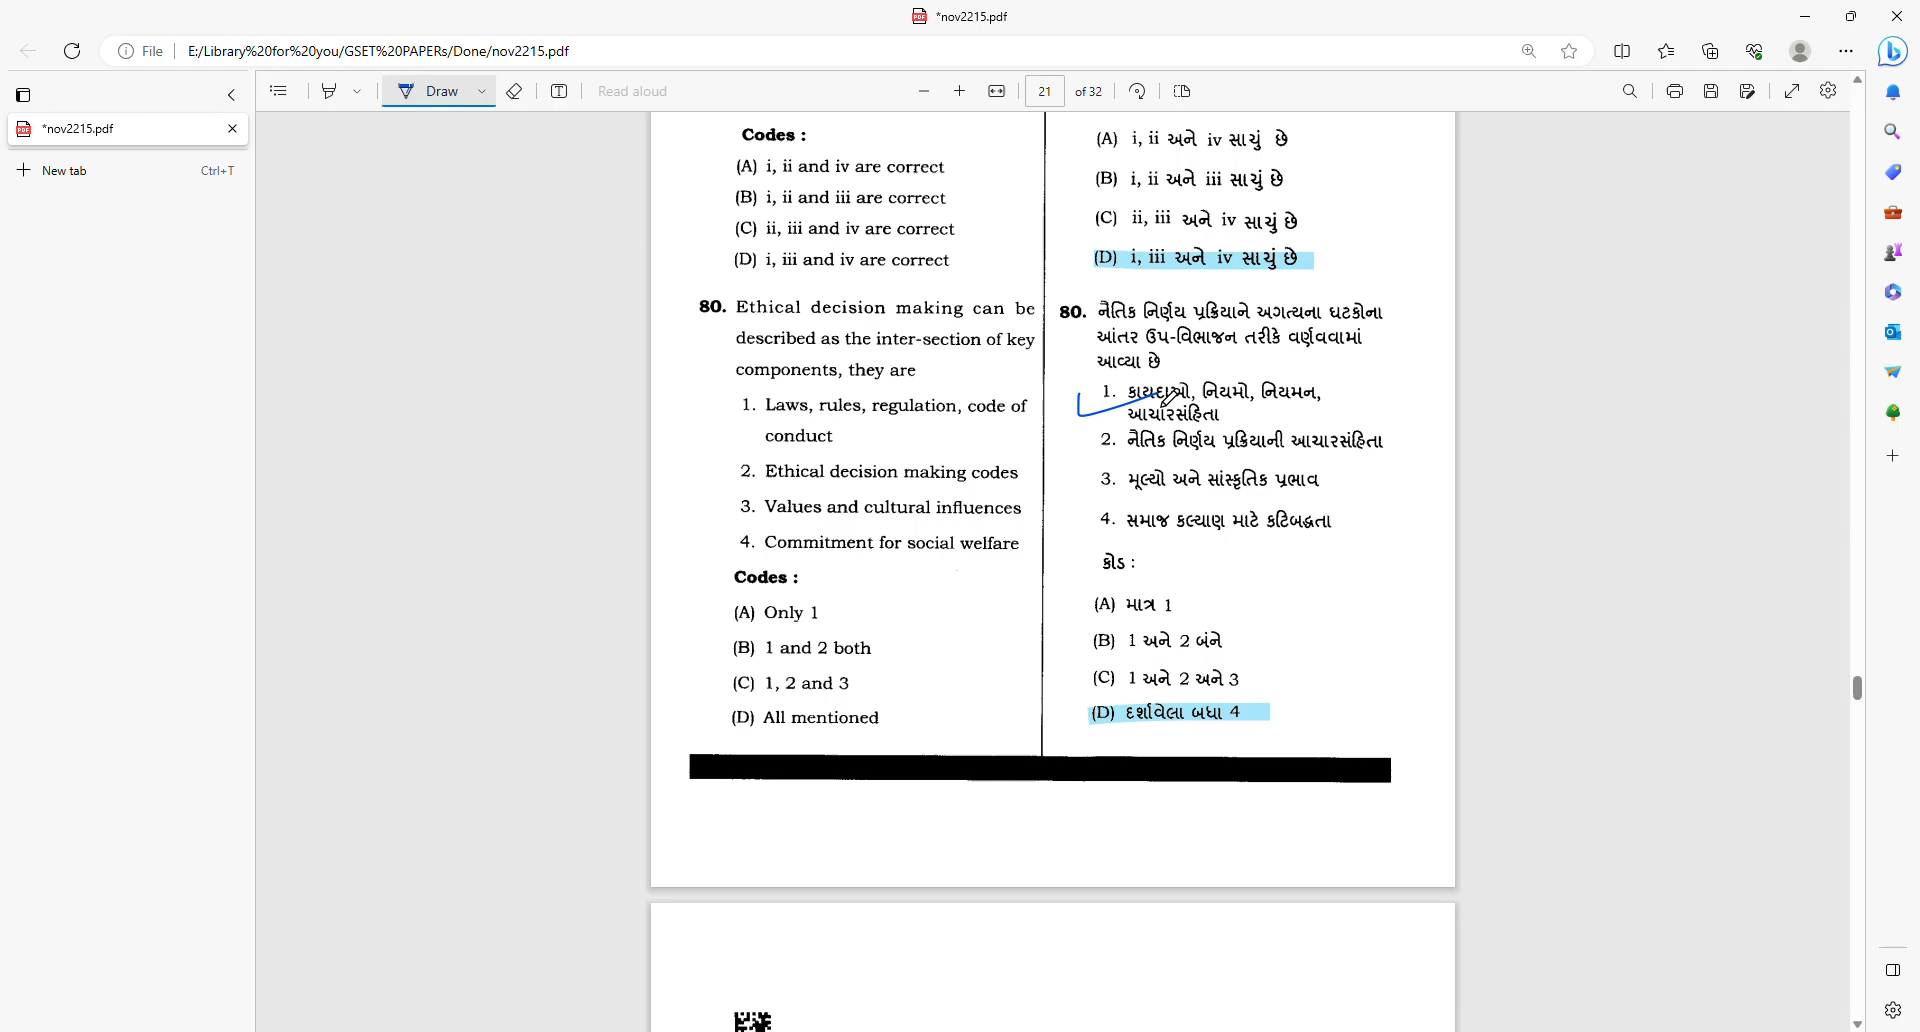 *nov2215.pdf
File
E:/Library%20for%20you/GSET%20PAPERs/Done/nov2215.pdf
*nov2215.pdf
New tab
Ctrl+T
Draw
Read aloud
21
of 32
Codes :
(A) i, ii and iv are correct
(B) i, ii and iii are correct
(C) ii, iii and iv are correct
(D) i, iii and iv are correct
80. Ethical decision making can be
described as the inter-section of key
components, they are
1. Laws, rules, regulation, code of
conduct
2. Ethical decision making codes
3. Values and cultural influences
4. Commitment for social welfare
Codes :
(A) Only 1
(B) 1 and 2 both
(C) 1, 2 and 3
(D) All mentioned
(A) i, ii અને iv સાચું છે
(B) i, ii અને iii સાચું છે
(C) ii, iii અને iv સાચું છે
(D) i, iii અને iv સાચું છે
80. નૈતિક નિર્ણય પ્રક્રિયાને અગત્યના ઘટકોના
આંતર ઉપ-વિભાજન તરીકે વર્ણવવામાં
આવ્યા છે
1. કાયદાઓ, નિયમો, નિયમન,
આચારસંહિતા
2. નૈતિક નિર્ણય પ્રક્રિયાની આચારસંહિતા
3. મૂલ્યો અને સાંસ્કૃતિક પ્રભાવ
4. સમાજ કલ્યાણ માટે કટિબદ્ધતા
કોડ :
(A) માત્ર 1
(B) 1 અને 2 બંને
(C) 1 અને 2 અને 3
(D) દર્શાવેલા બધા 4